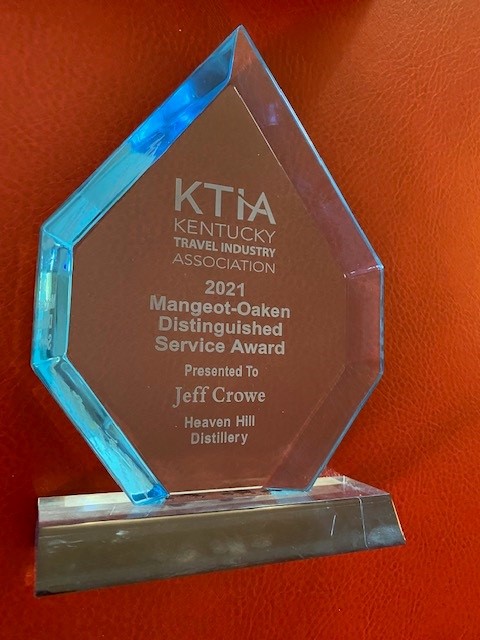 KTIA
KENTUCKY
TRAVEL INDUSTRY
ASSOCIATION
2021
Mangeot-Oaken
Distinguished
Service Award
Presented To
Jeff Crowe
Heaven Hill
Distillery